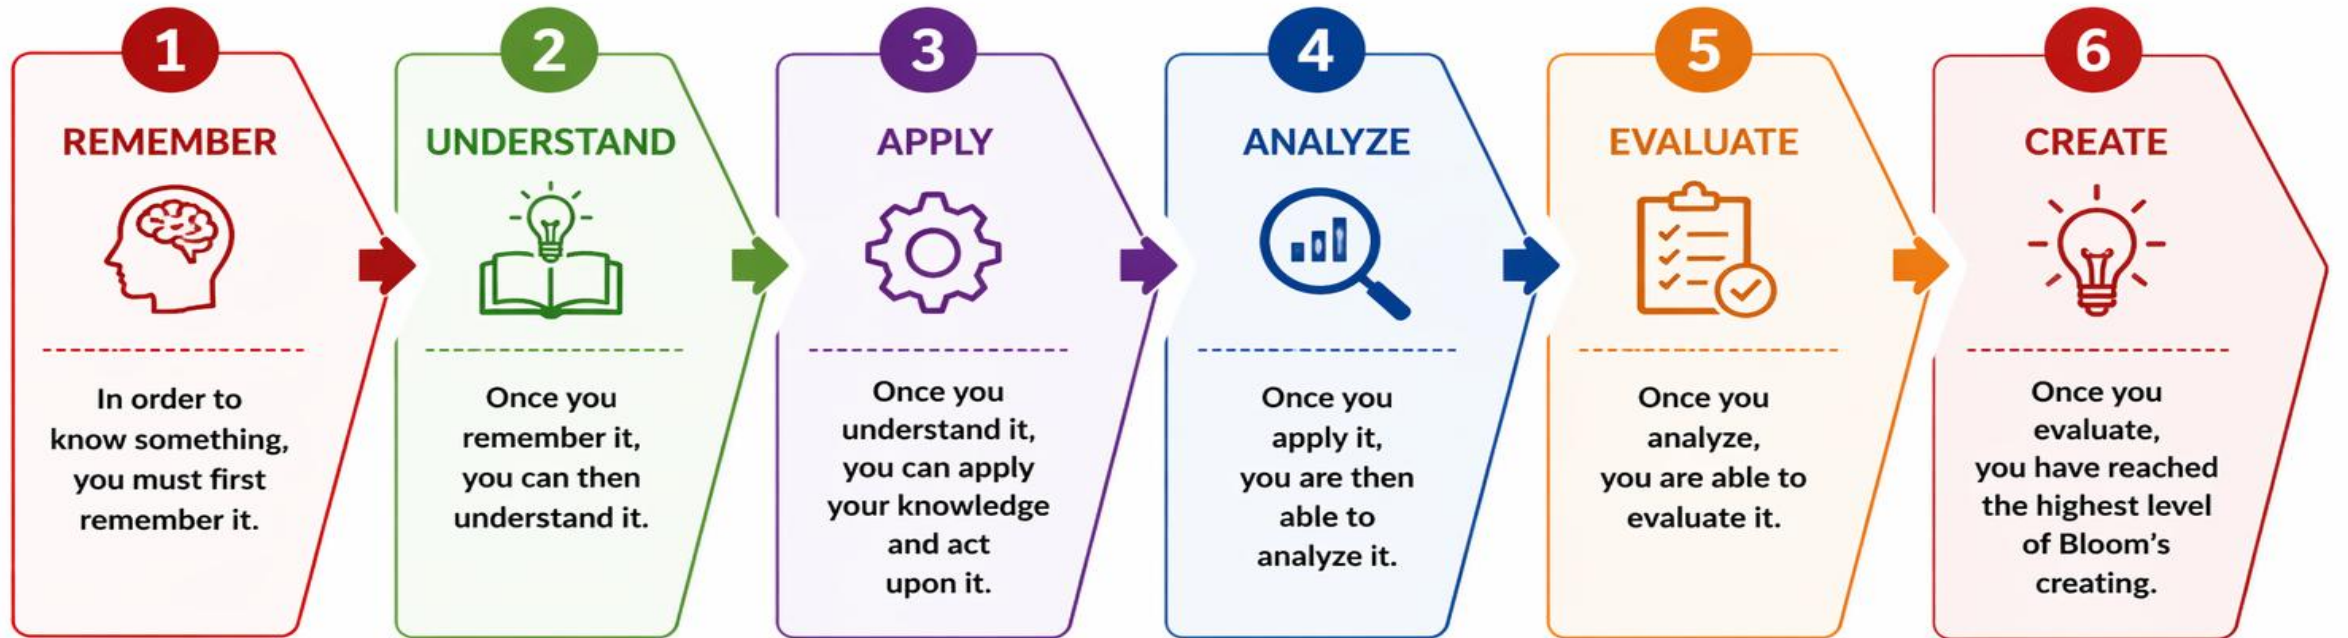 1
REMEMBER
In order to
know something,
you must first
remember it.
2
UNDERSTAND
Once you
remember it,
you can then
understand it.
3
APPLY
Once you
understand it,
you can apply
your knowledge
and act
upon it.
4
ANALYZE
Once you
apply it,
you are then
able to
analyze it.
5
EVALUATE
Once you
analyze,
you are able to
evaluate it.
6
CREATE
Once you
evaluate,
you have reached
the highest level
of Bloom’s
creating.